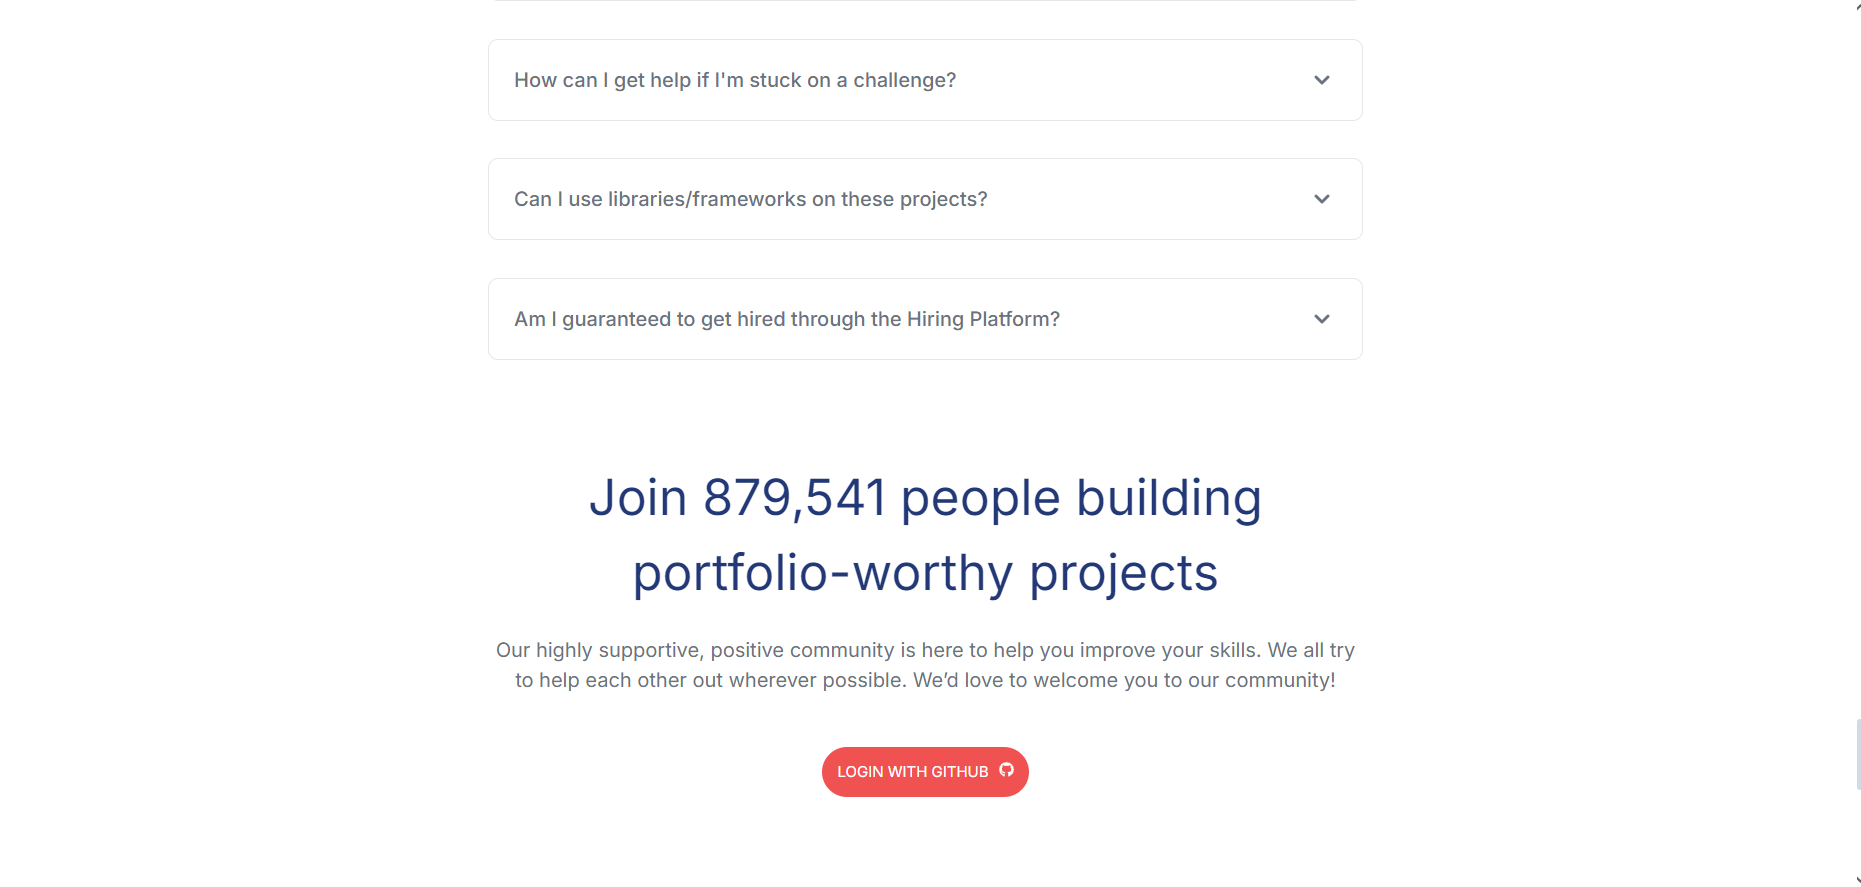 How can I get help if I'm stuck on a challenge?
Can I use libraries/frameworks on these projects?
Am I guaranteed to get hired through the Hiring Platform?
Join 879,541 people building
portfolio-worthy projects
Our highly supportive, positive community is here to help you improve your skills. We all try
to help each other out wherever possible. We’d love to welcome you to our community!
LOGIN WITH GITHUB